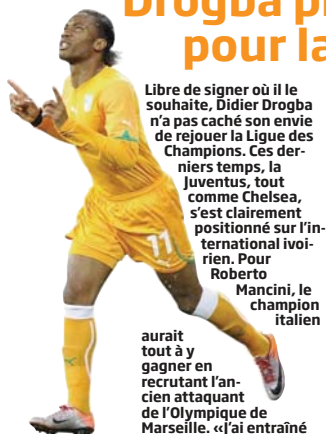 Drogba p
pour la
Libre de signer où il le
souhaite, Didier Drogba
n'a pas caché son envie
de rejouer la Ligue des
Champions. Ces der-
niers temps, la
Juventus, tout
comme Chelsea,
s'est clairement
positionné sur l'in-
ternational ivoi-
rien. Pour
Roberto
Mancini, le
champion
italien
aurait
tout à y
gagner en
recrutant l'an-
cien attaquant
de l'Olympique de
Marseille. «J'ai entraîné
11